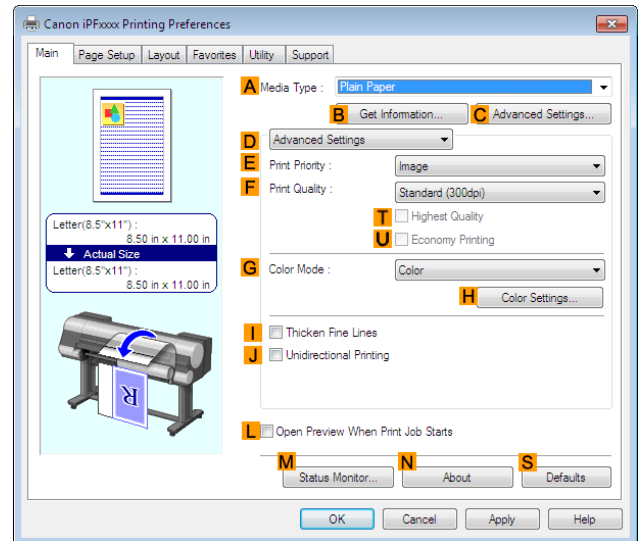 Canon iPFxxxx Printing Preferences
Main Page Setup Layout Favorites Utility Support
A Media Type : Plain Paper
B Get Information... C Advanced Settings...
D Advanced Settings
E Print Priority : Image
F Print Quality : Standard (300dpi)
T Highest Quality
U Economy Printing
Letter(8.5"x11") :
8.50 in x 11.00 in
Actual Size
Letter(8.5"x11") :
8.50 in x 11.00 in
G Color Mode : Color
H Color Settings...
I Thicken Fine Lines
J Unidirectional Printing
R
L Open Preview When Print Job Starts
M Status Monitor... N About S Defaults
OK Cancel Apply Help